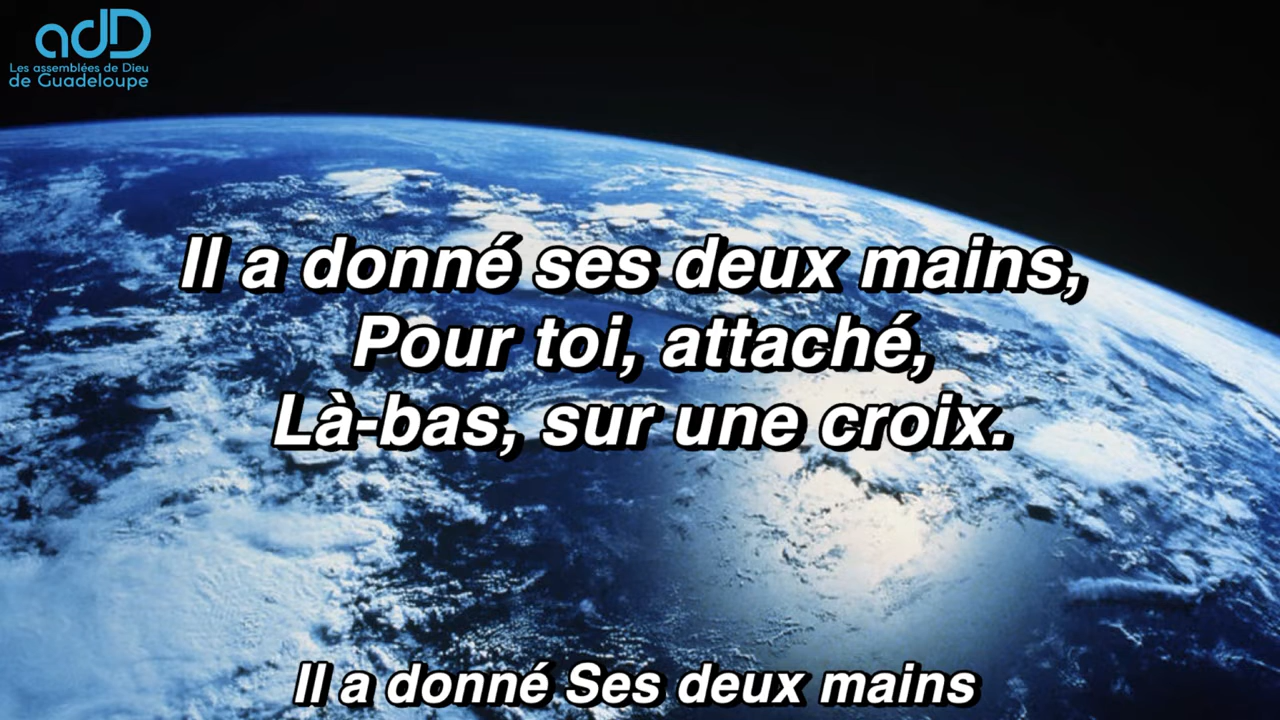 adD
Les assemblées de Dieu
de Guadeloupe
Il a donné ses deux mains,
Pour toi, attaché,
Là-bas, sur une croix.
Il a donné Ses deux mains